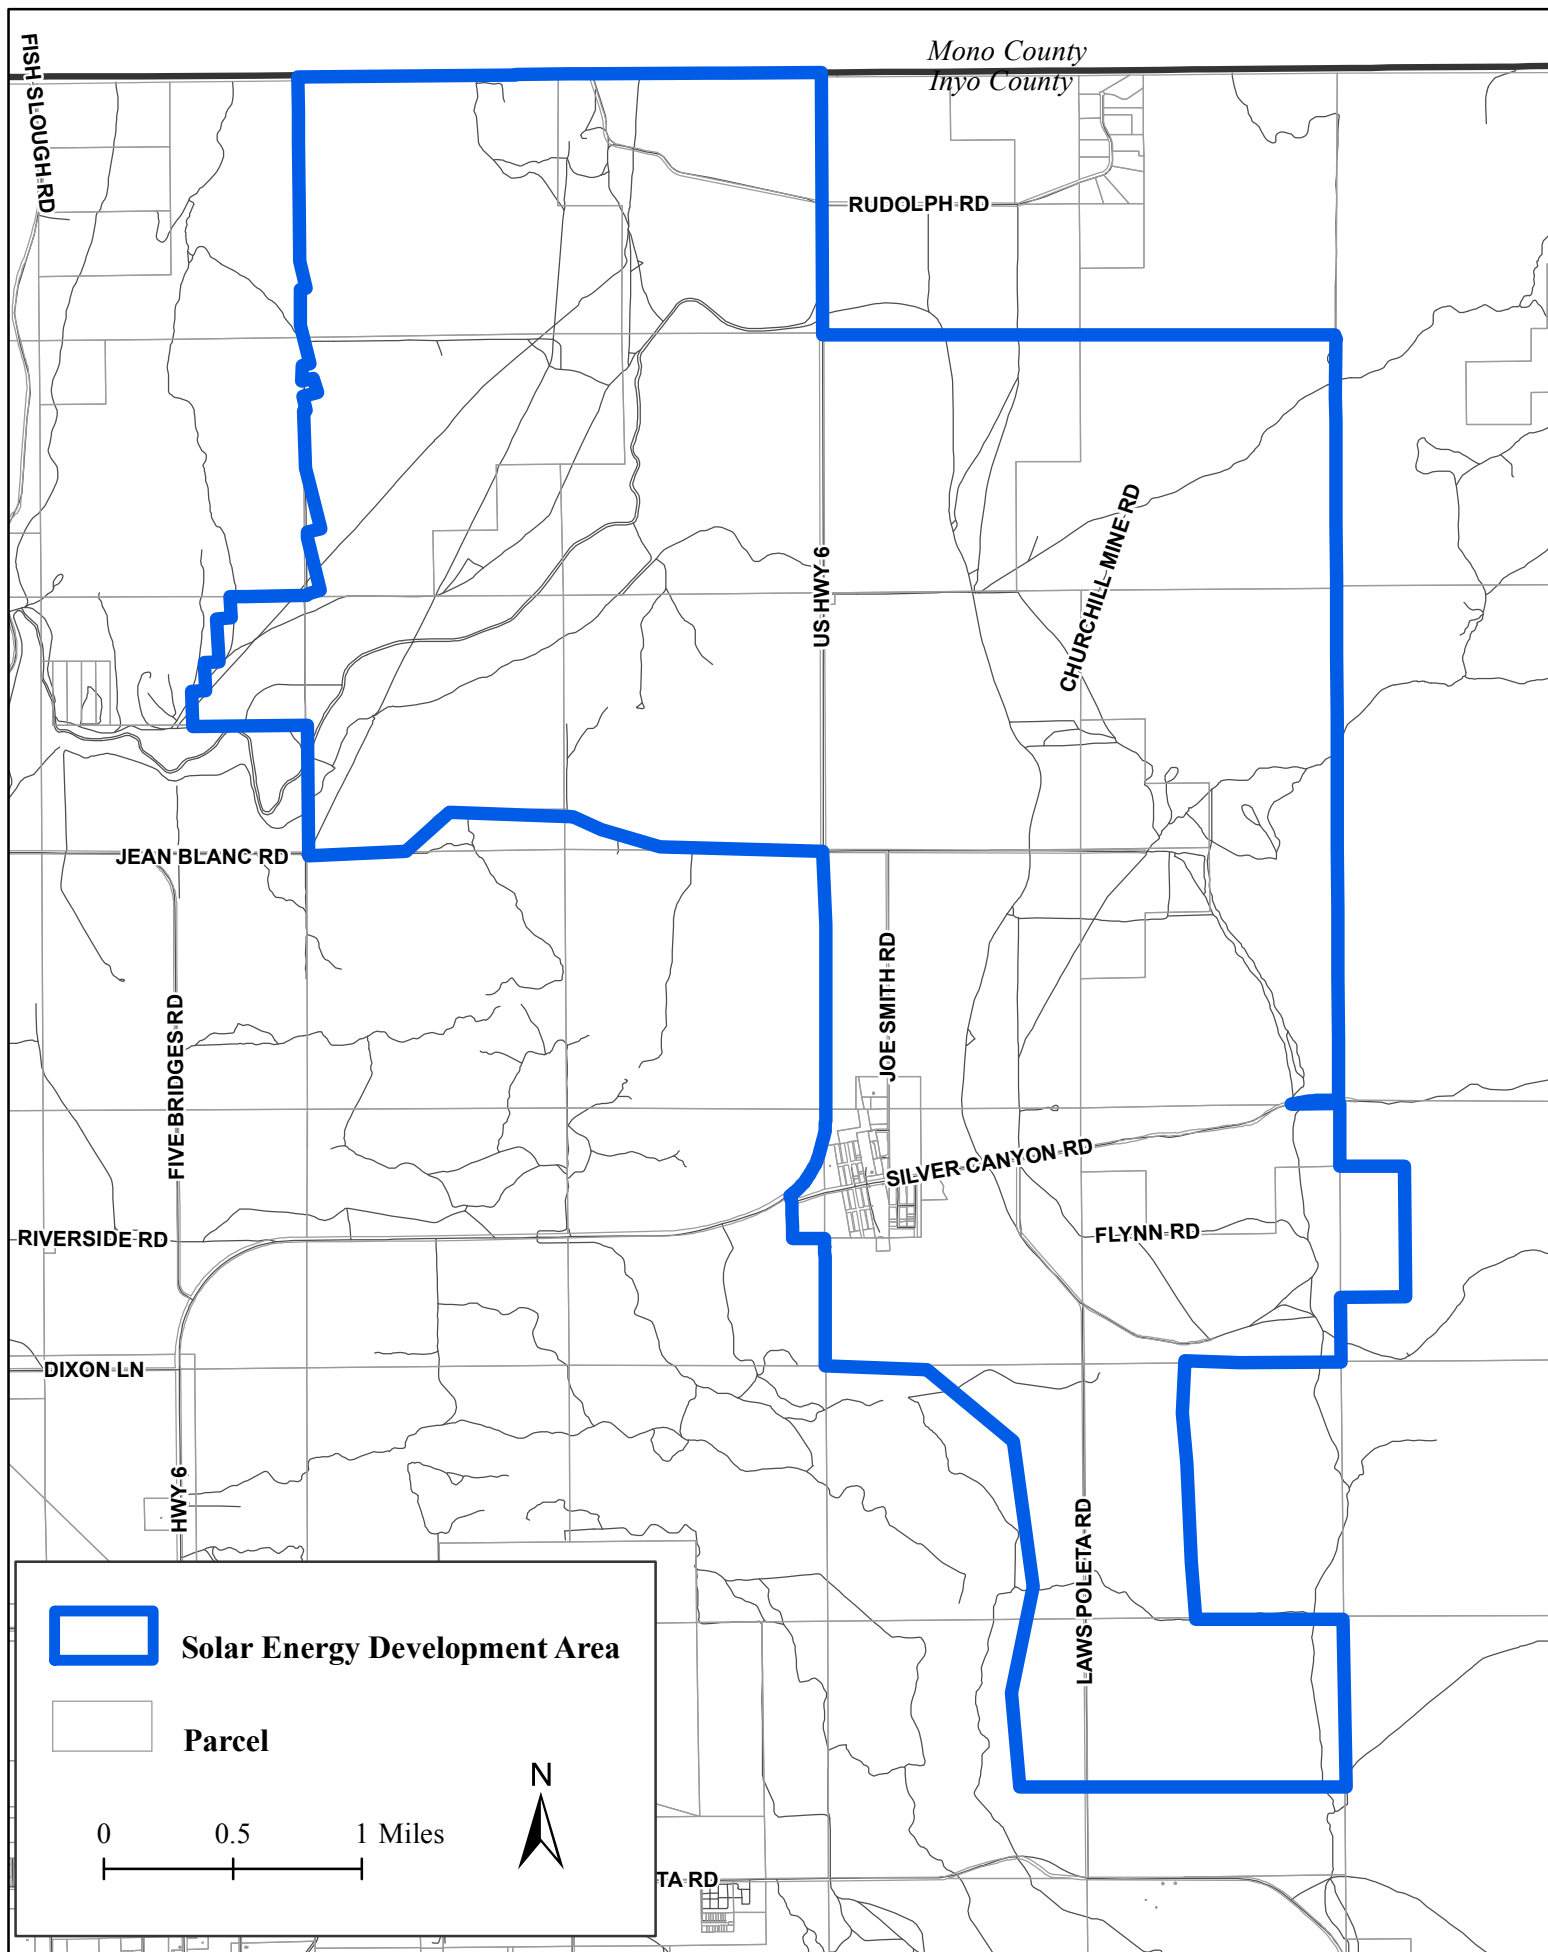 Mono County
Inyo County
FISH SLOUGH RD
RUDOLPH RD
US HWY 6
CHURCHILL MINE RD
JEAN BLANC RD
JOE SMITH RD
FIVE BRIDGES RD
SILVER CANYON RD
RIVERSIDE RD
FLYNN RD
DIXON LN
HWY 6
LAWS POLETA RD
Solar Energy Development Area
Parcel
N
0 0.5 1 Miles
TA RD